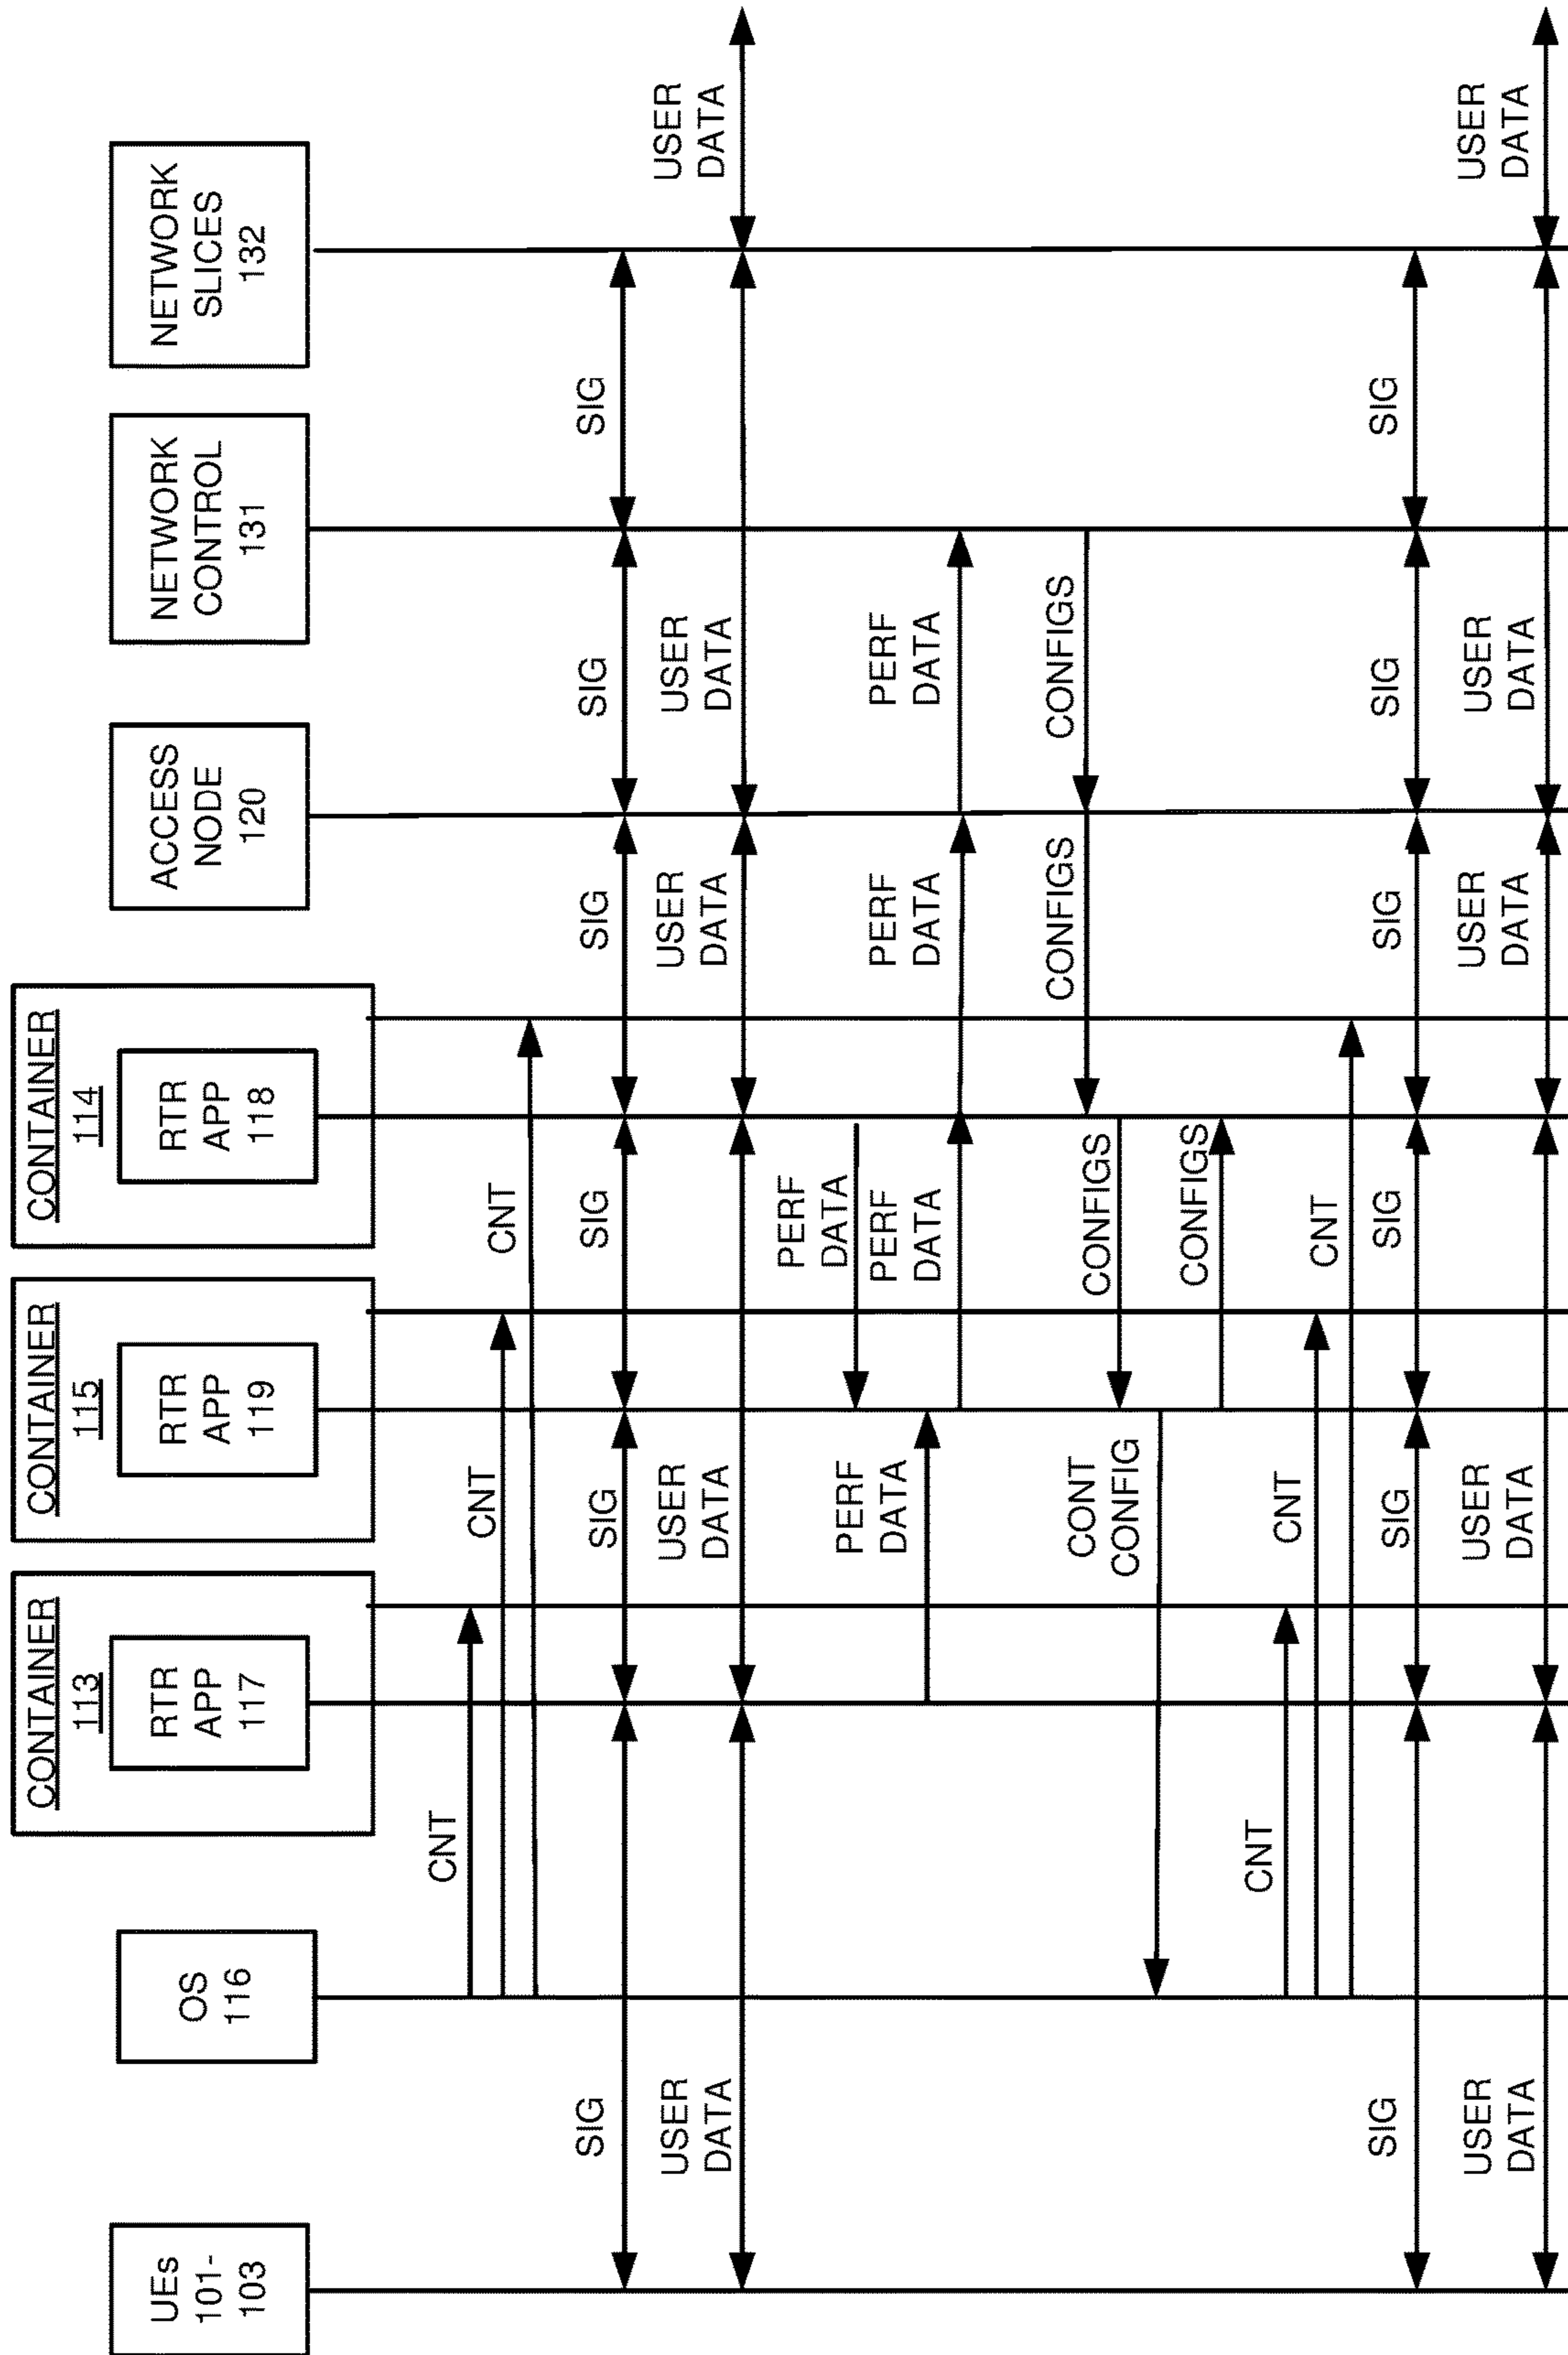 UEs
101-
103
OS
116
CONTAINER
113
RTR
APP
117
CONTAINER
115
RTR
APP
119
CONTAINER
114
RTR
APP
118
ACCESS
NODE
120
NETWORK
CONTROL
131
NETWORK
SLICES
132
CNT
CNT
CNT
SIG
SIG
SIG
SIG
SIG
SIG
USER
DATA
USER
DATA
USER
DATA
USER
DATA
USER
DATA
PERF
DATA
PERF
DATA
PERF
DATA
PERF
DATA
PERF
DATA
CONFIGS
CONFIGS
CONFIGS
CONT
CONFIG
CONFIGS
CNT
CNT
CNT
SIG
SIG
SIG
SIG
SIG
SIG
USER
DATA
USER
DATA
USER
DATA
USER
DATA
USER
DATA